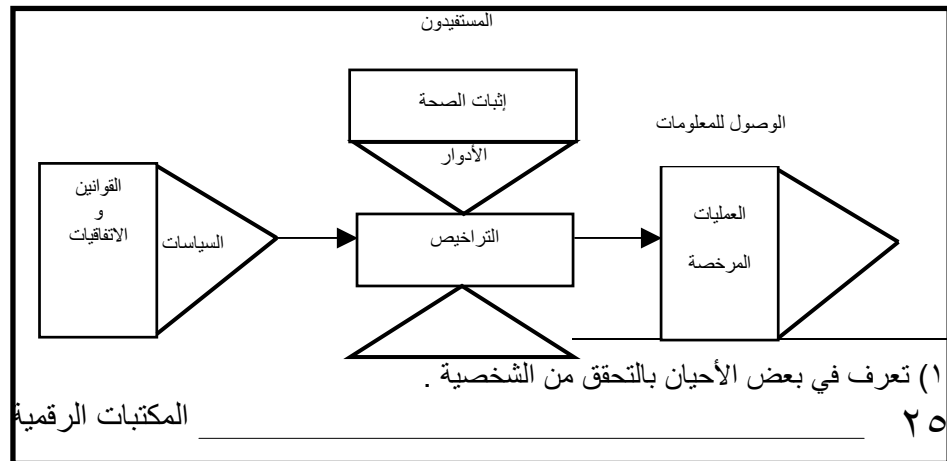 المستفيدون
إثبات الصحة
الأدوار
الوصول للمعلومات
القوانين
و
الاتفاقيات
السياسات
التراخيص
العمليات
المرخصة
١) تعرف في بعض الأحيان بالتحقق من الشخصية .
٢٥ المكتبات الرقمية